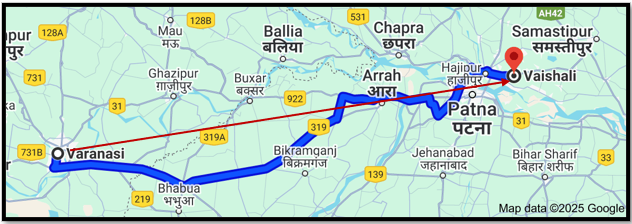 128A
128B
531
AH42
npur
पुर
Mau
मऊ
Ballia
बलिया
Chapra
छपरा
Samastipur
समस्तीपुर
731
Ghazipur
ग़ाज़ीपुर
Buxar
बक्सर
Arrah
आरा
Hajipur
हाजीपुर
Vaishali
31
922
319A
319
Patna
पटना
31
731B
Varanasi
Bikramganj
बिक्रमगंज
Jehanabad
जहानाबाद
Bihar Sharif
बिहार शरीफ
33
139
219
Bhabua
भभुआ
Map data ©2025 Google